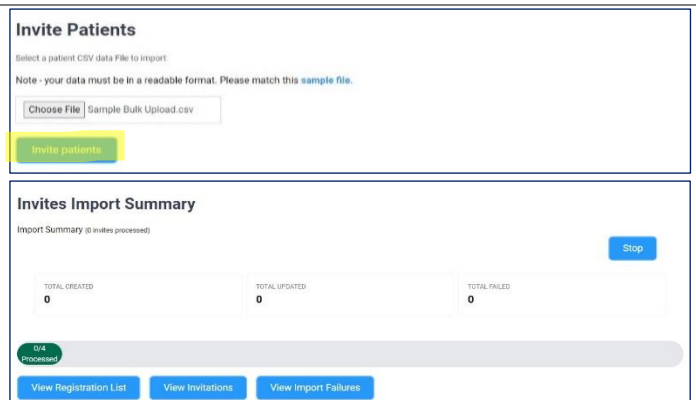 Invite Patients
Select a patient CSV data File to import
Note - your data must be in a readable format. Please match this sample file.
Choose File Sample Bulk Upload.csv
Invite patients
Invites Import Summary
Import Summary (0 invites processed)
Stop
TOTAL CREATED TOTAL UPDATED TOTAL FAILED
0 0 0
0/4
Processed
View Registration List View Invitations View Import Failures